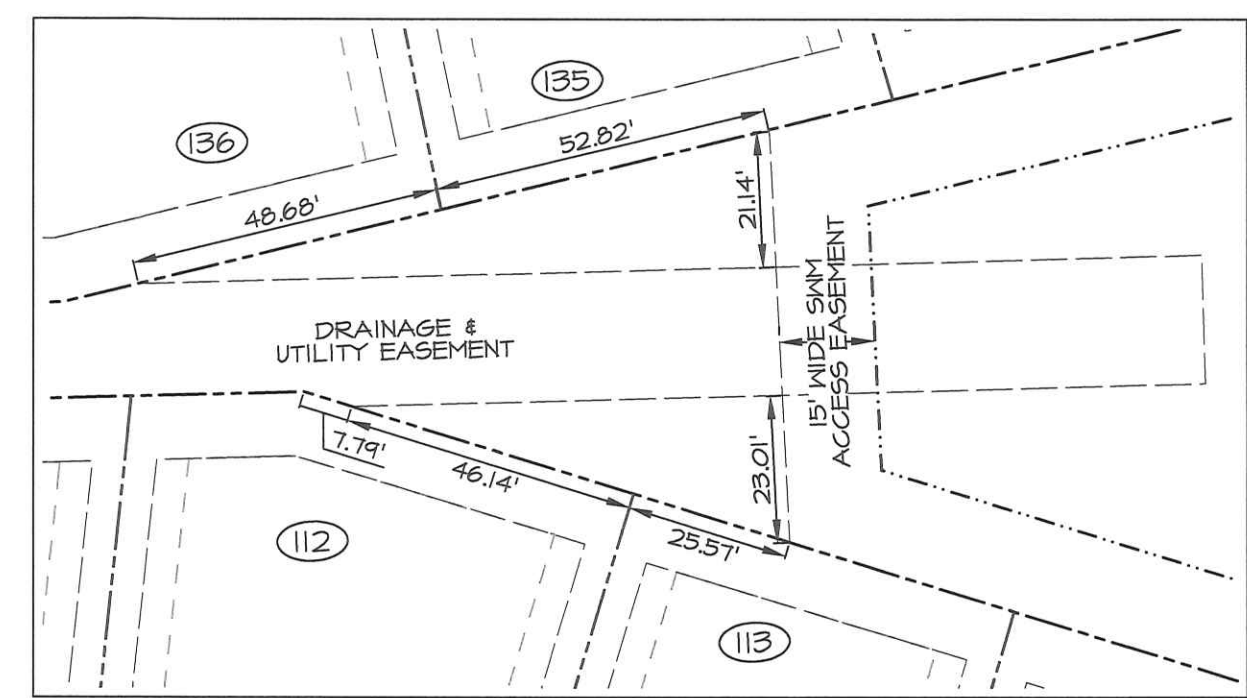 135
136
52.82'
48.68'
21.14'
15' WIDE SWM
ACCESS EASEMENT
DRAINAGE &
UTILITY EASEMENT
7.79'
46.14'
23.01'
25.57'
112
113